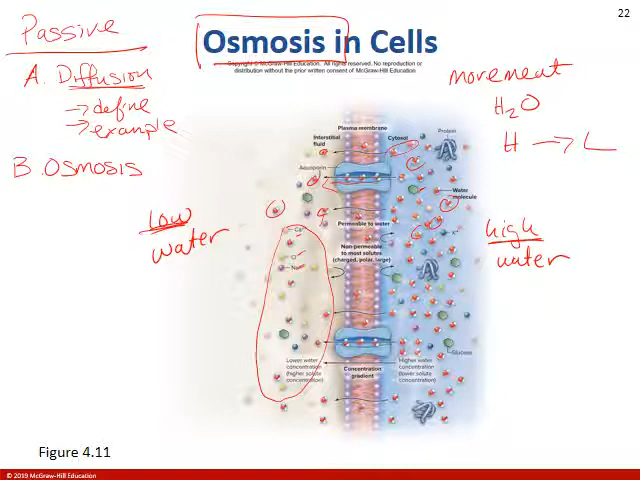 22
Passive
Osmosis in Cells
Copyright © McGraw-Hill Education. All rights reserved. No reproduction or
distribution without the prior written consent of McGraw-Hill Education
A. Diffusion
→ define
→ example
B. OSMOSIS
movement
H2O
H → L
Plasma membrane
Interstitial
fluid
Cytosol
Protein
Aquaporin
Water
molecule
low
water
Permeable to water
Ca
Cl
Na
K+
Non-permeable
to most solutes
(charged, polar, large)
high
water
Glucose
Lower water
concentration
(higher solute
concentration)
Concentration
gradient
Higher water
concentration
(lower solute
concentration)
Figure 4.11
© 2019 McGraw-Hill Education